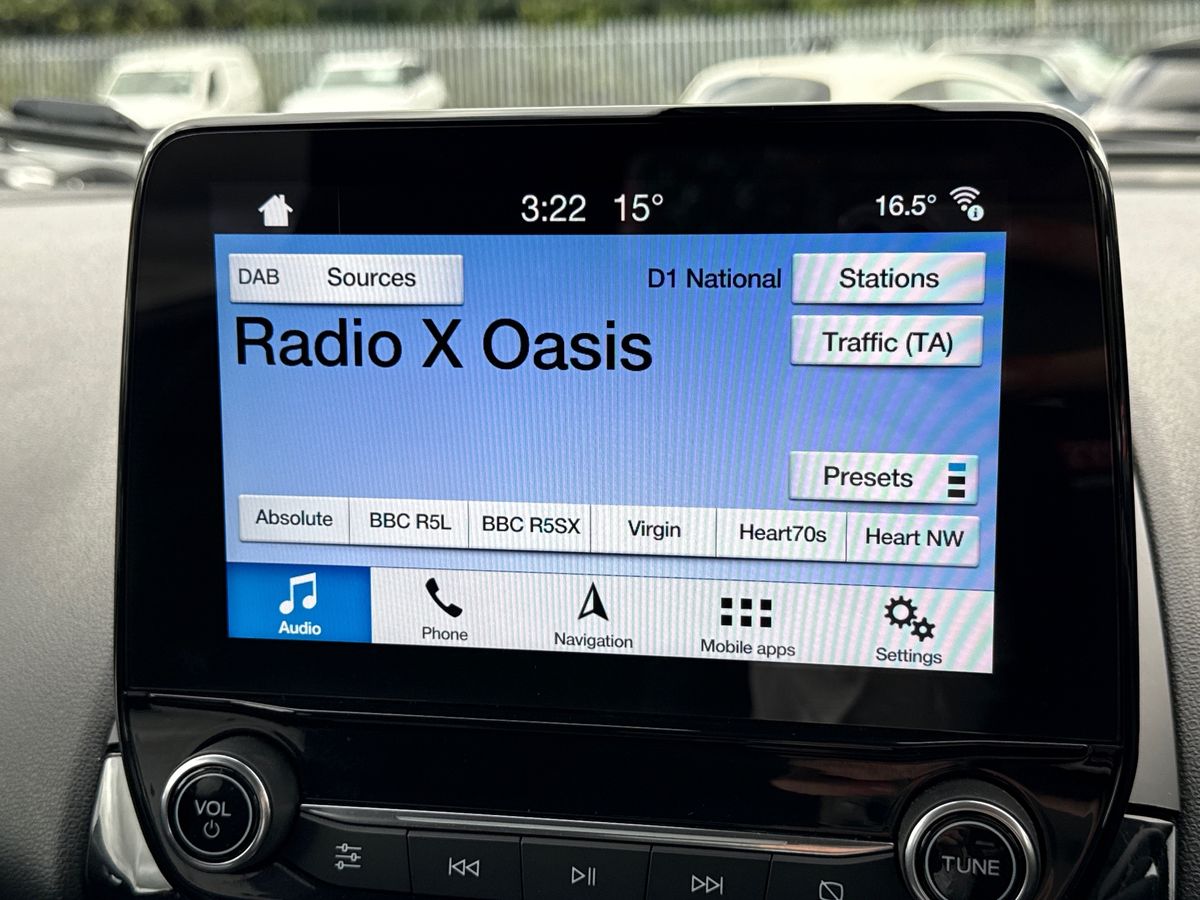 3:22 15° 16.5°
DAB Sources D1 National Stations
Radio X Oasis
Traffic (TA)
Presets
Absolute BBC R5L BBC R5SX Virgin Heart70s Heart NW
Audio Phone Navigation Mobile apps Settings
VOL
TUNE